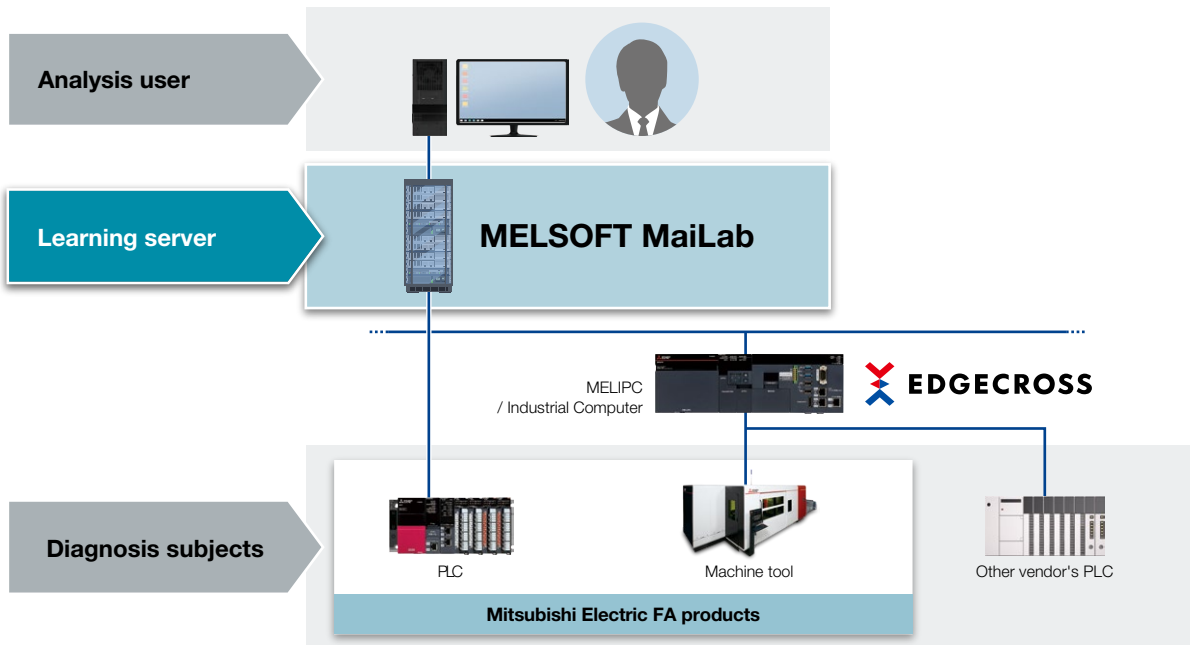 Analysis user
Learning server
MELSOFT MaiLab
MELIPC
/ Industrial Computer
EDGECROSS
Diagnosis subjects
PLC
Machine tool
Other vendor's PLC
Mitsubishi Electric FA products